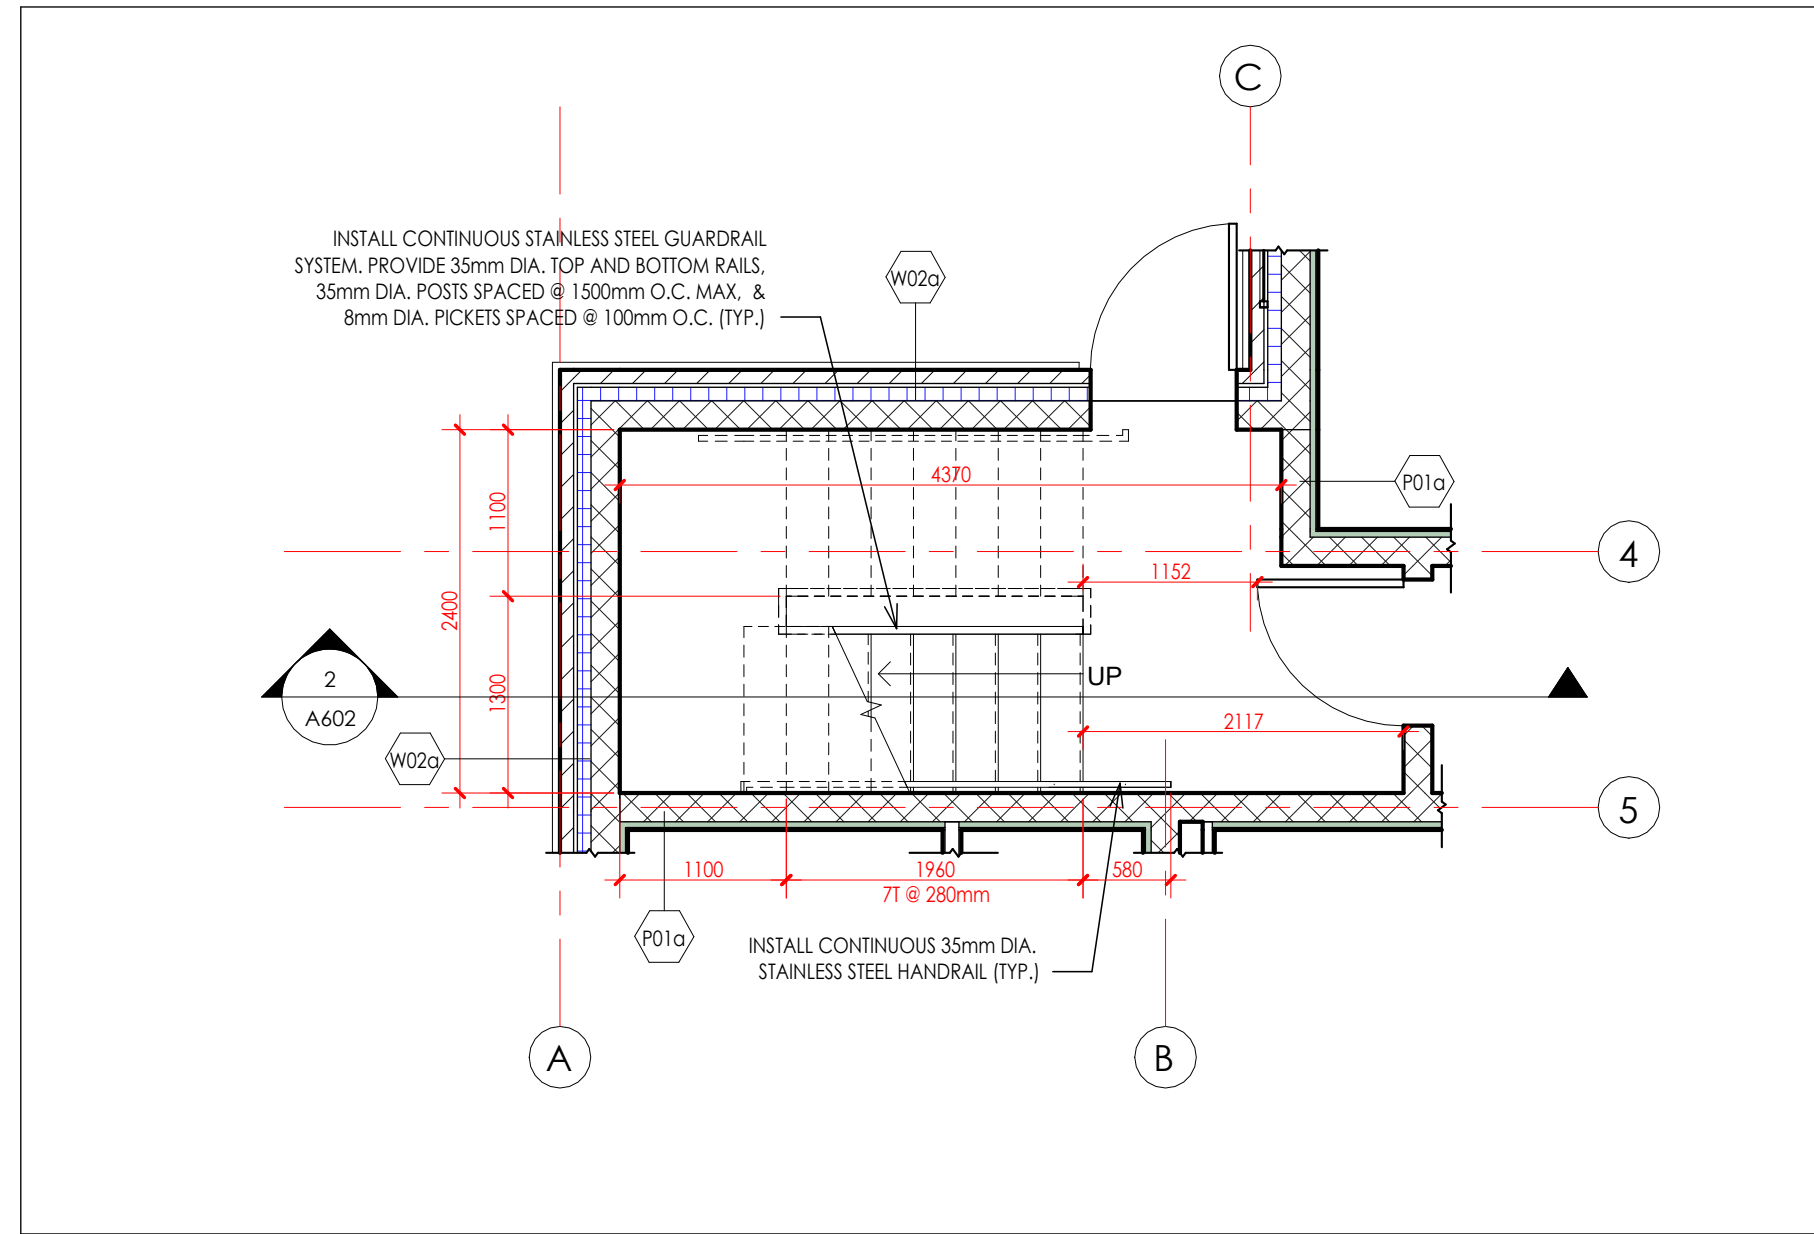 C
INSTALL CONTINUOUS STAINLESS STEEL GUARDRAIL
SYSTEM. PROVIDE 35mm DIA. TOP AND BOTTOM RAILS,
35mm DIA. POSTS SPACED @ 1500mm O.C. MAX, &
8mm DIA. PICKETS SPACED @ 100mm O.C. (TYP.)
W02a
4370
P01a
1100
4
1152
2400
UP
2
A602
1300
2117
W02a
5
1100
1960
580
7T @ 280mm
P01a
INSTALL CONTINUOUS 35mm DIA.
STAINLESS STEEL HANDRAIL (TYP.)
A
B